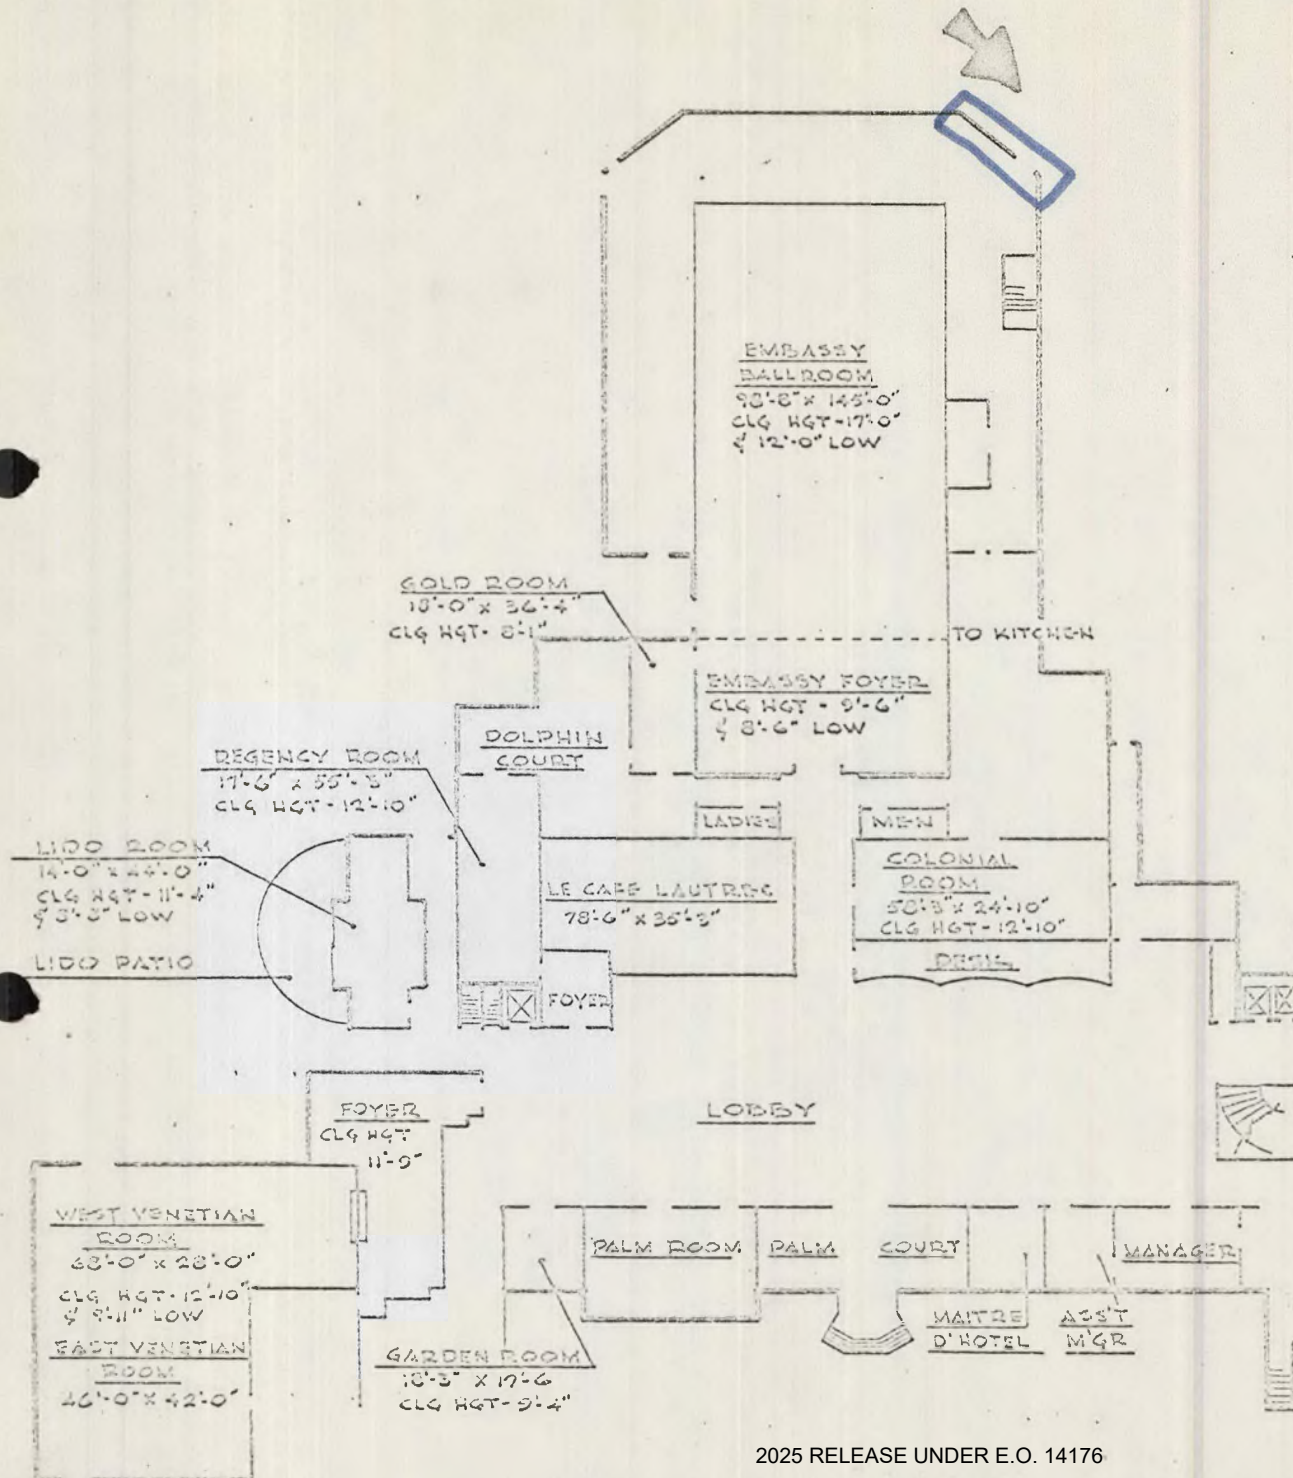 EMBASSY
BALLROOM
98'-8" x 145'-0"
CLG HGT - 17'-0"
& 12'-0" LOW
GOLD ROOM
18'-0" x 36'-4"
CLG HGT - 8'-1"
TO KITCHEN
EMBASSY FOYER
CLG HGT - 9'-6"
& 8'-6" LOW
DOLPHIN
COURT
REGENCY ROOM
17'-6" x 55'-3"
CLG HGT - 12'-10"
LADIES
MEN
LIDO ROOM
14'-0" x 44'-0"
CLG HGT - 11'-4"
LOW
COLONIAL
ROOM
58'-3" x 24'-10"
CLG HGT - 12'-10"
LE CAFE LAUTREC
78'-6" x 35'-3"
LIDO PATIO
DESK
FOYER
FOYER
CLG HGT
11'-9"
LOBBY
WEST VENETIAN
ROOM
68'-0" x 28'-0"
CLG HGT - 12'-10"
& 9'-11" LOW
EAST VENETIAN
ROOM
46'-0" x 42'-0"
PALM ROOM
PALM COURT
MANAGER
MAITRE
D'HOTEL
ASS'T
M'GR
GARDEN ROOM
18'-3" x 17'-6
CLG HGT - 9'-4"
2025 RELEASE UNDER E.O. 14176